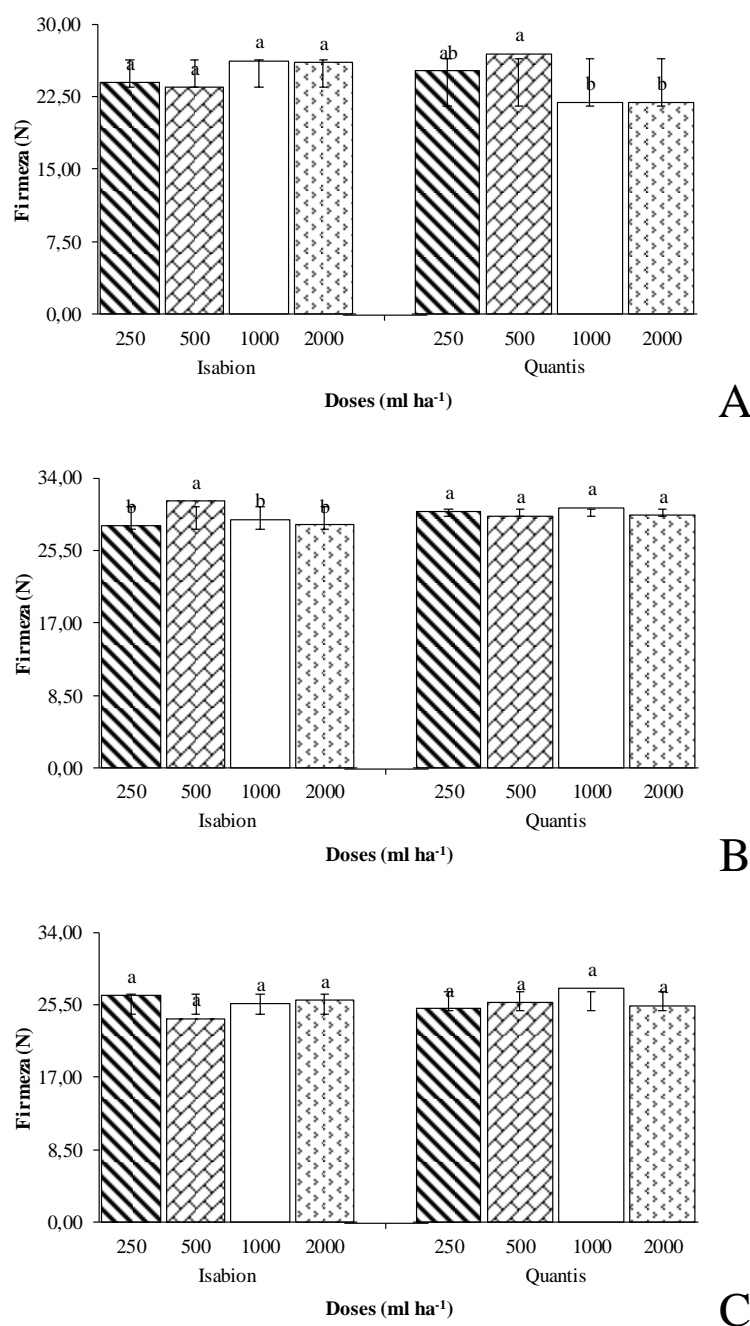 30,00
a a a a ab a b b
22,50
15,00
7,50
0,00
Firmeza (N)
250 500 1000 2000 250 500 1000 2000
Isabion Quantis
Doses (ml ha-1)
A
34,00
b a b b a a a a
25,50
17,00
8,50
0,00
Firmeza (N)
250 500 1000 2000 250 500 1000 2000
Isabion Quantis
Doses (ml ha-1)
B
34,00
a a a a a a a a
25,50
17,00
8,50
0,00
Firmeza (N)
250 500 1000 2000 250 500 1000 2000
Isabion Quantis
Doses (ml ha-1)
C